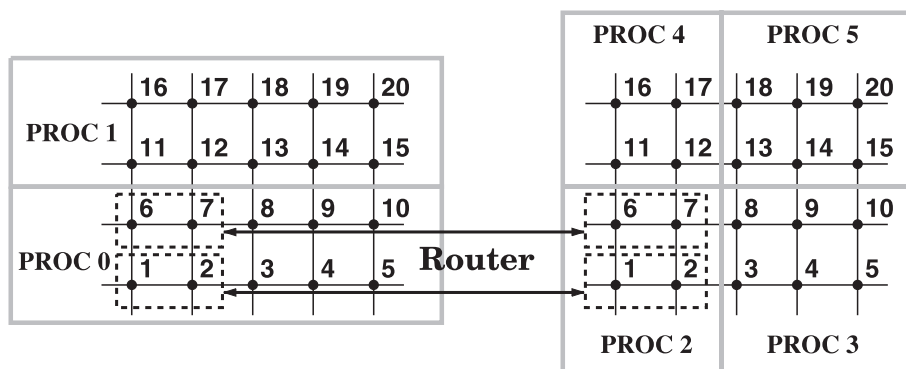 PROC 4 PROC 5
16 17 18 19 20 16 17 18 19 20
PROC 1
11 12 13 14 15 11 12 13 14 15
6 7 8 9 10 6 7 8 9 10
PROC 0 Router
1 2 3 4 5 1 2 3 4 5
PROC 2 PROC 3